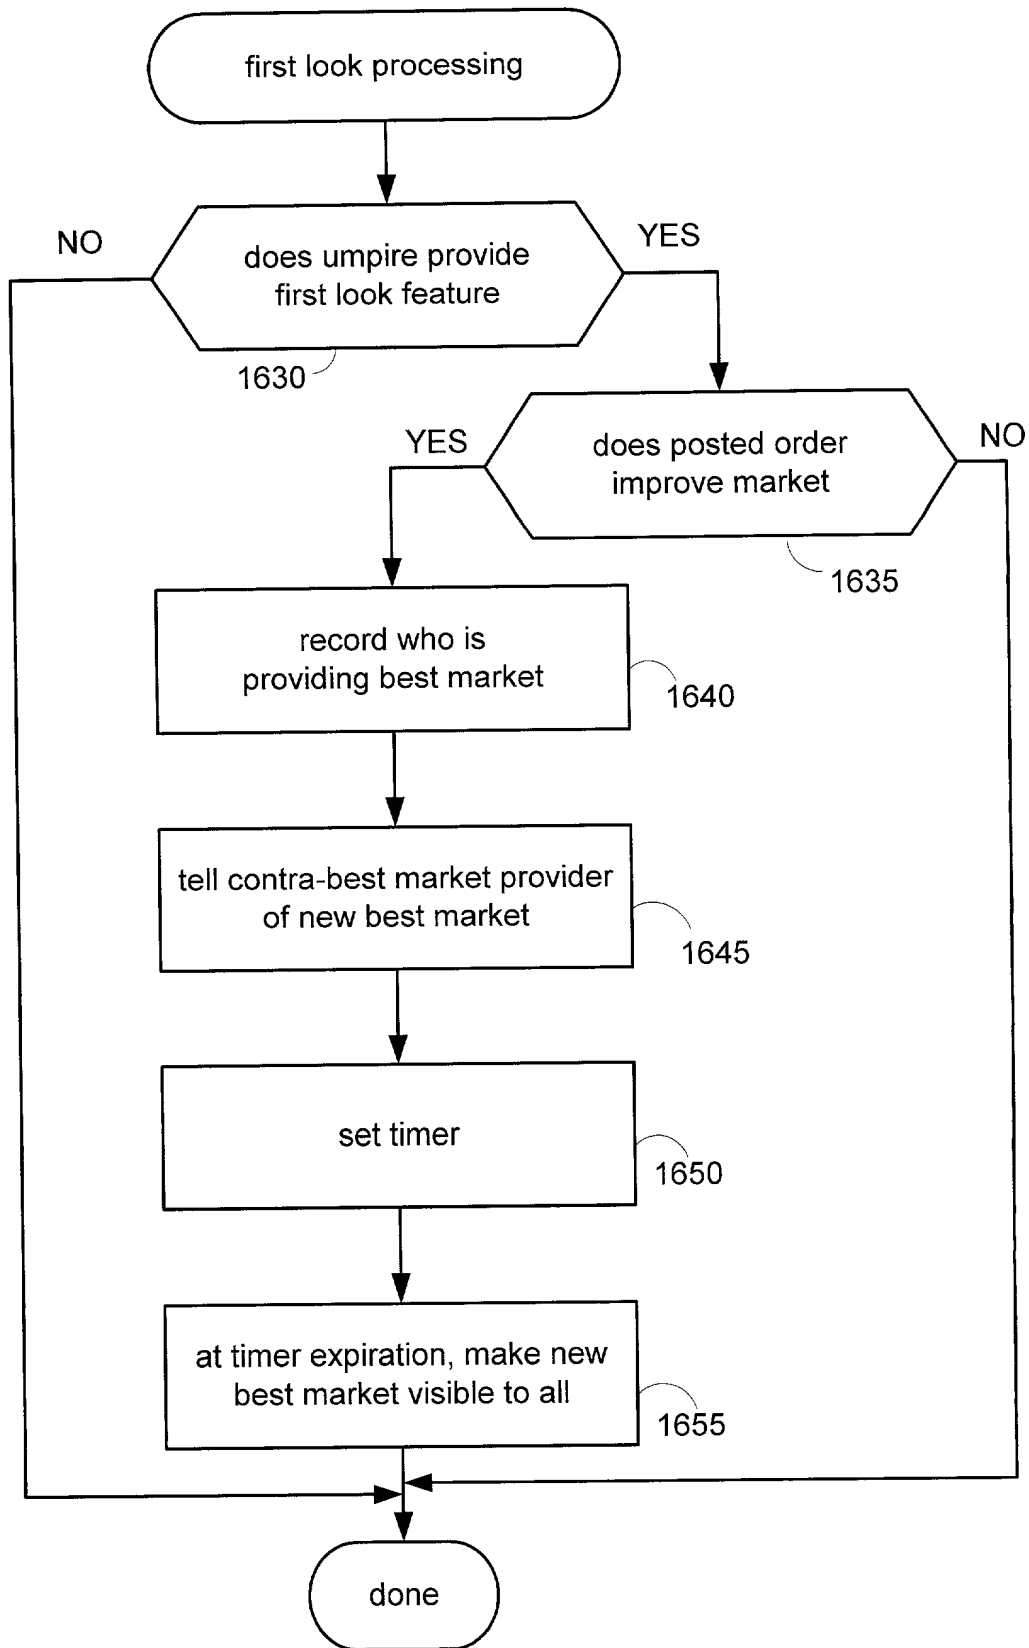 first look processing
NO
YES
does umpire provide
first look feature
1630
YES
NO
does posted order
improve market
1635
record who is
providing best market
1640
tell contra-best market provider
of new best market
1645
set timer
1650
at timer expiration, make new
best market visible to all
1655
done